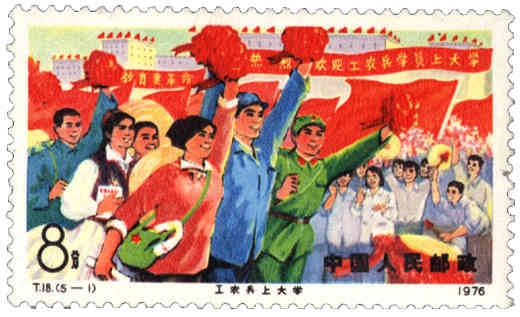 热烈欢迎工农兵学员上大学
教育要革命
8分
中国人民邮政
T.18.(5—1)
工农兵上大学
1976